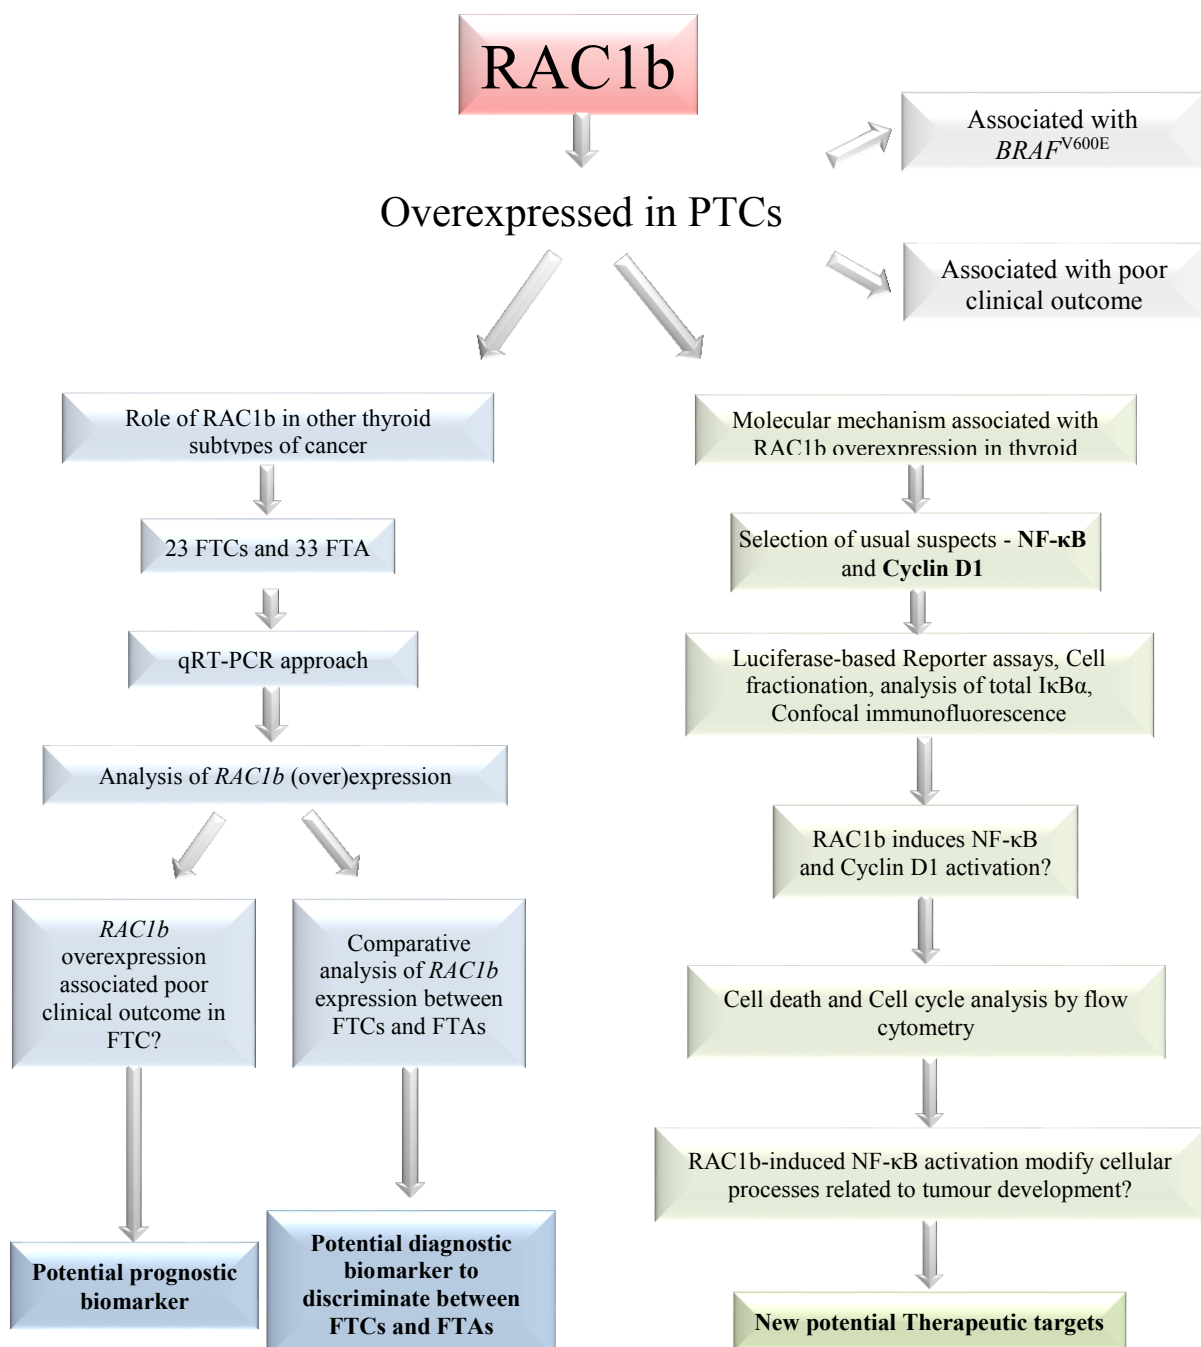 RAC1b
Associated with
BRAF^V600E
Overexpressed in PTCs
Associated with poor
clinical outcome
Role of RAC1b in other thyroid
subtypes of cancer
23 FTCs and 33 FTA
qRT-PCR approach
Analysis of RAC1b (over)expression
RAC1b
overexpression
associated poor
clinical outcome in
FTC?
Comparative
analysis of RAC1b
expression between
FTCs and FTAs
Potential prognostic
biomarker
Potential diagnostic
biomarker to
discriminate between
FTCs and FTAs
Molecular mechanism associated with
RAC1b overexpression in thyroid
Selection of usual suspects - NF-κB
and Cyclin D1
Luciferase-based Reporter assays, Cell
fractionation, analysis of total IκBα,
Confocal immunofluorescence
RAC1b induces NF-κB
and Cyclin D1 activation?
Cell death and Cell cycle analysis by flow
cytometry
RAC1b-induced NF-κB activation modify cellular
processes related to tumour development?
New potential Therapeutic targets